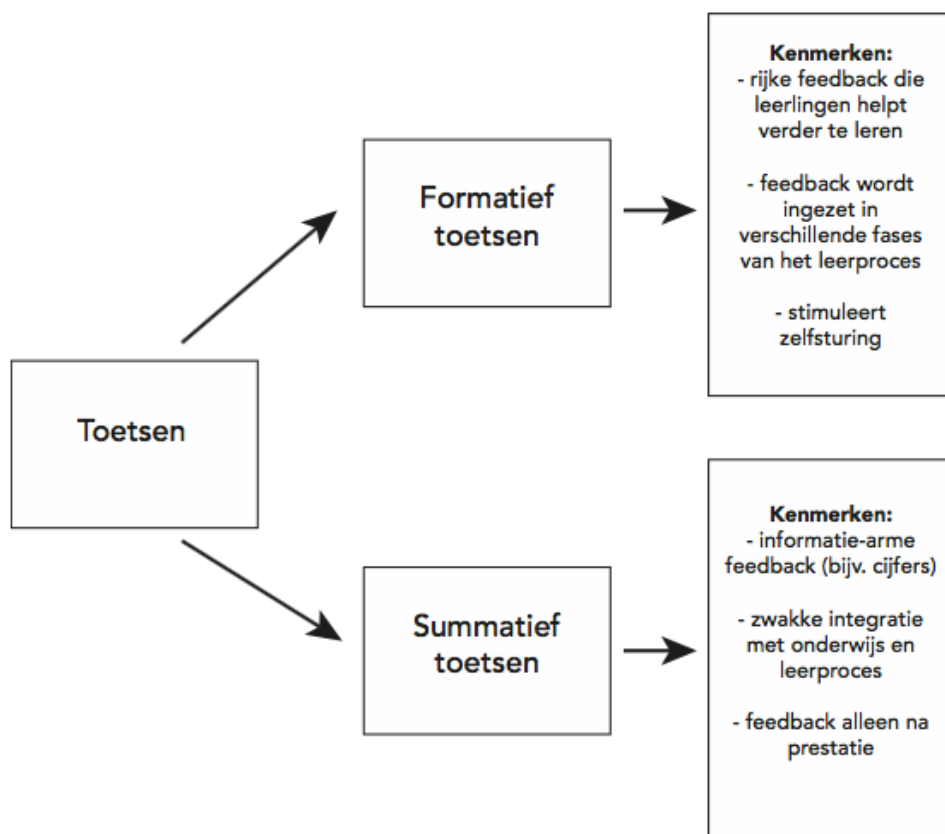 Toetsen
Formatief
toetsen
Kenmerken:
- rijke feedback die
leerlingen helpt
verder te leren
- feedback wordt
ingezet in
verschillende fases
van het leerproces
- stimuleert
zelfsturing
Summatief
toetsen
Kenmerken:
- informatie-arme
feedback (bijv. cijfers)
- zwakke integratie
met onderwijs en
leerproces
- feedback alleen na
prestatie